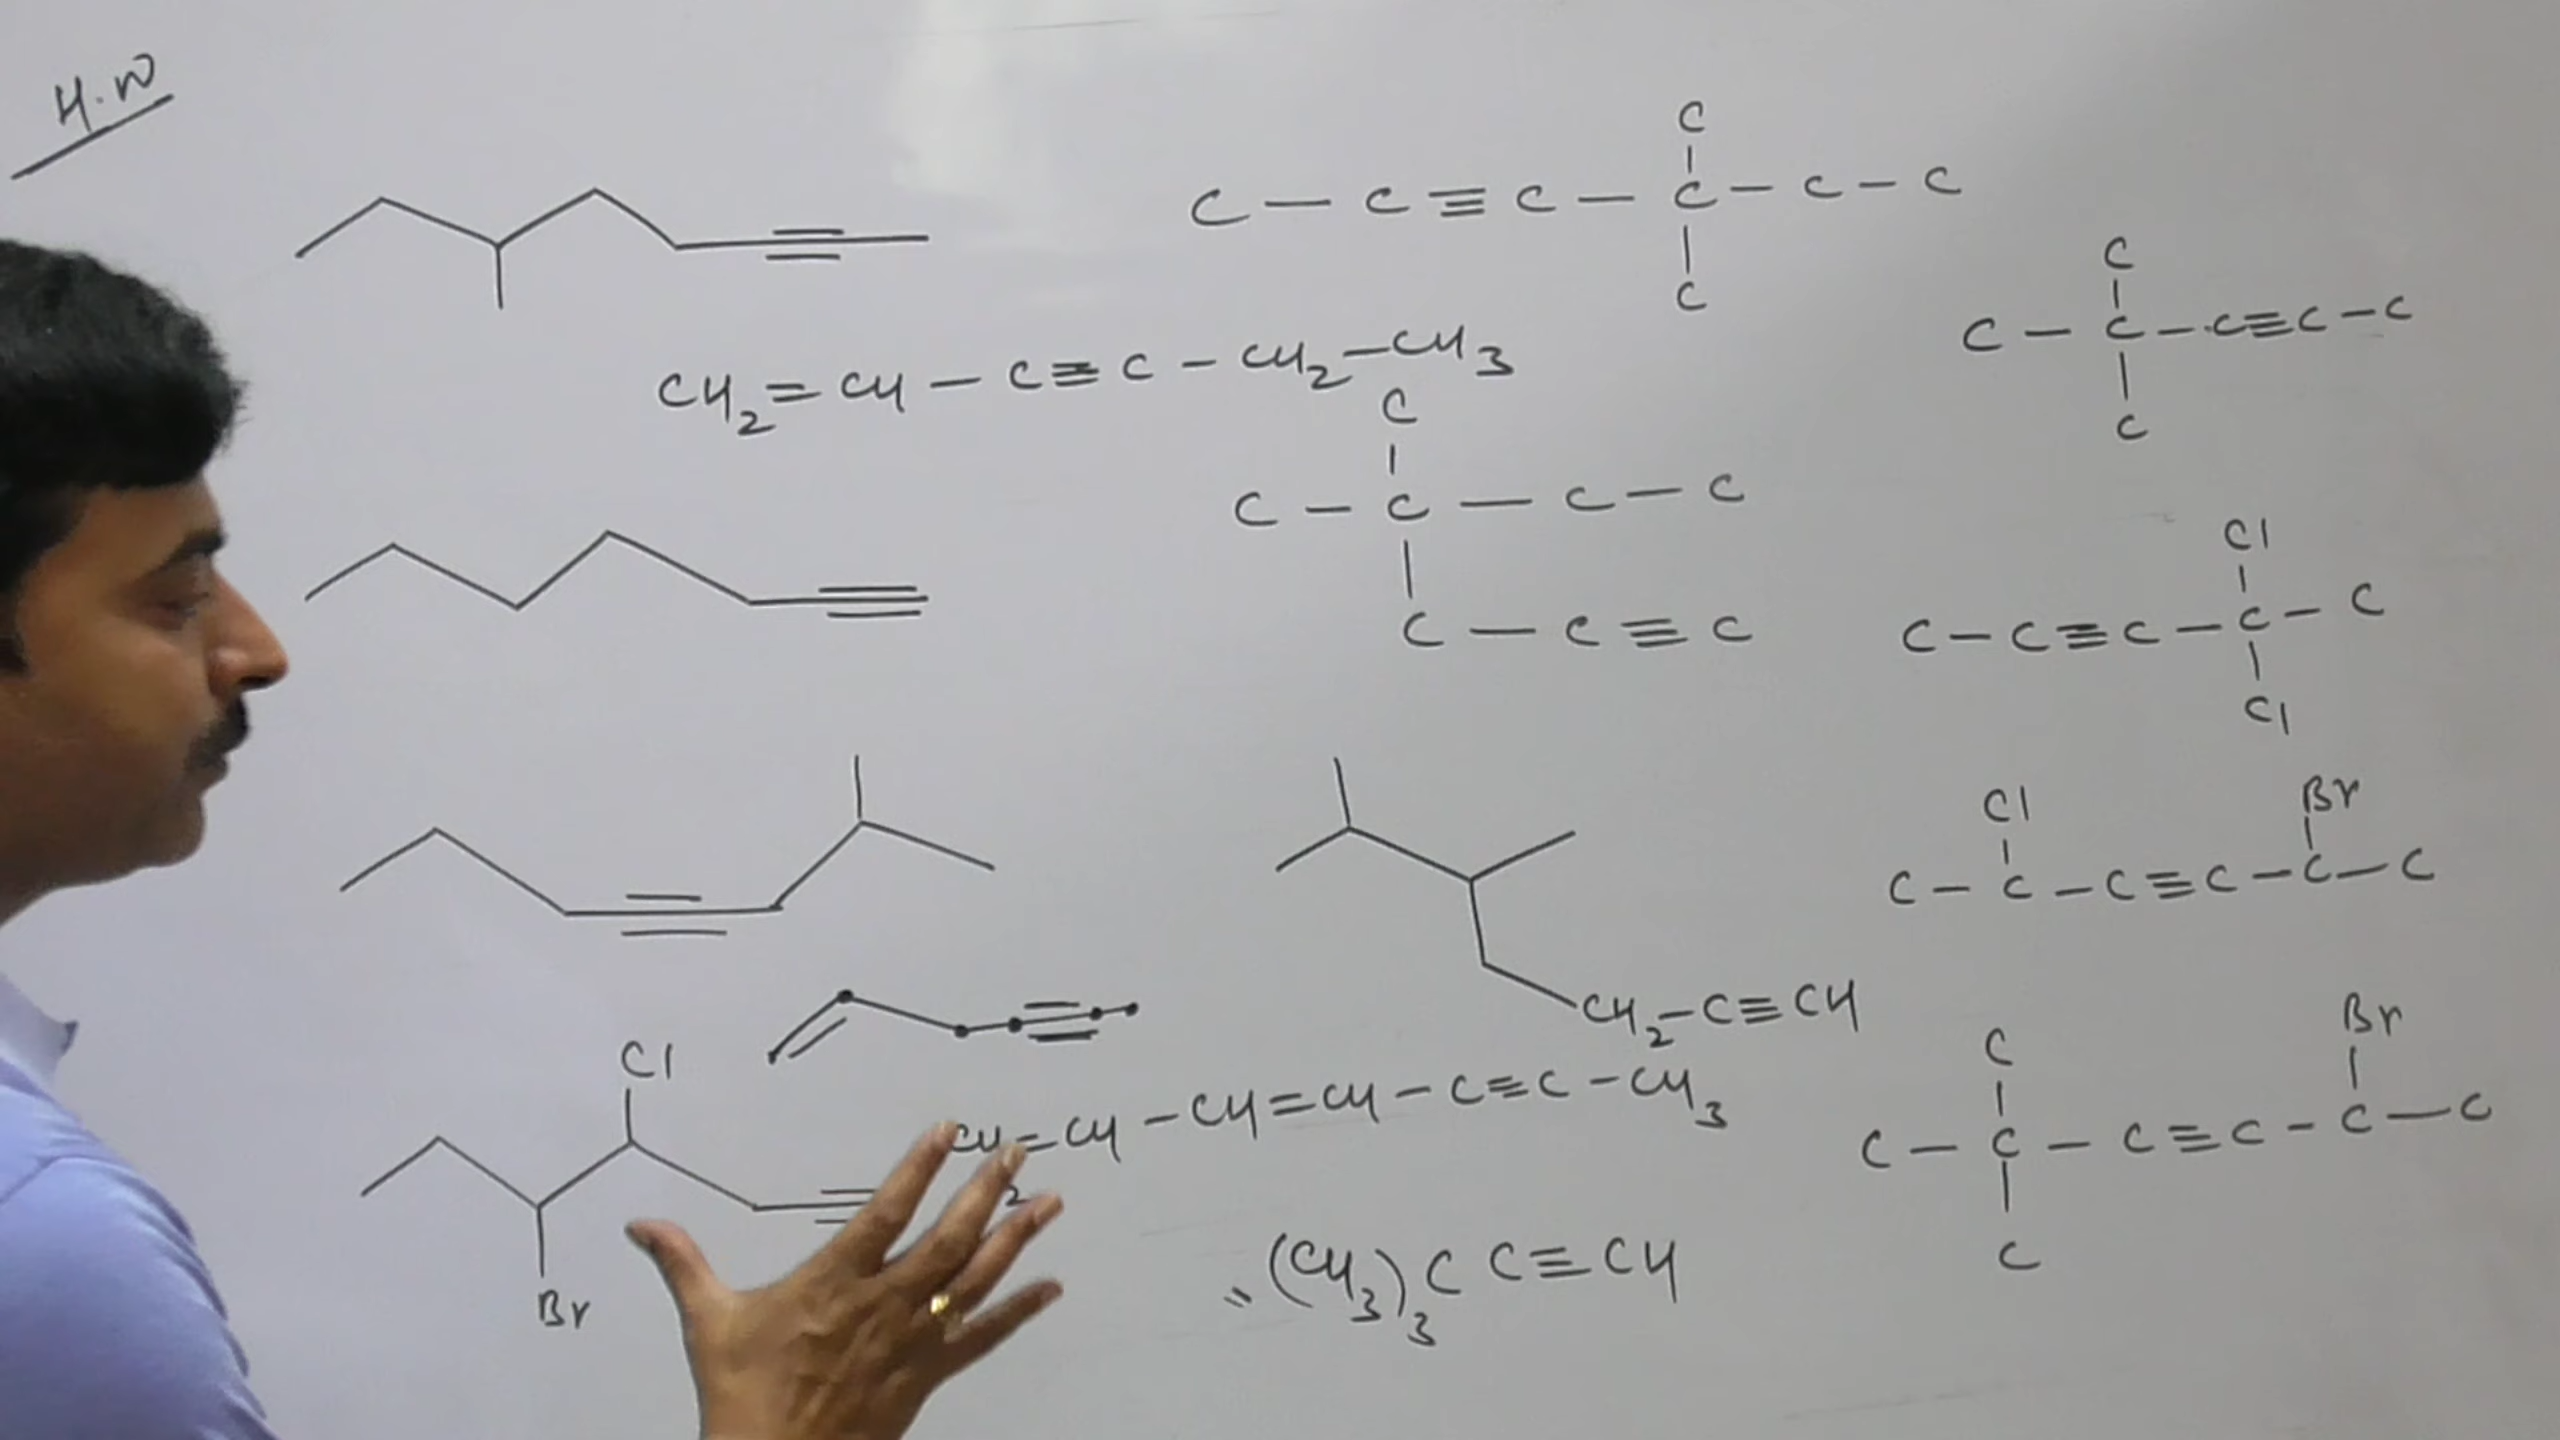 H.W
C
|
C — C ≡ C — C — C — C
|
C
C
|
C — C — C ≡ C — C
|
C
CH2 = CH — C ≡ C — CH2 — CH3
C
|
C — C — C — C
|
C — C ≡ C
Cl
|
C — C ≡ C — C — C
|
Cl
Cl Br
| |
C — C — C ≡ C — C — C
CH2 — C ≡ CH
Cl
Br
CH2 = CH — CH = CH — C ≡ C — CH3
C Br
| |
C — C — C ≡ C — C — C
|
C
(CH3)3 C C ≡ CH